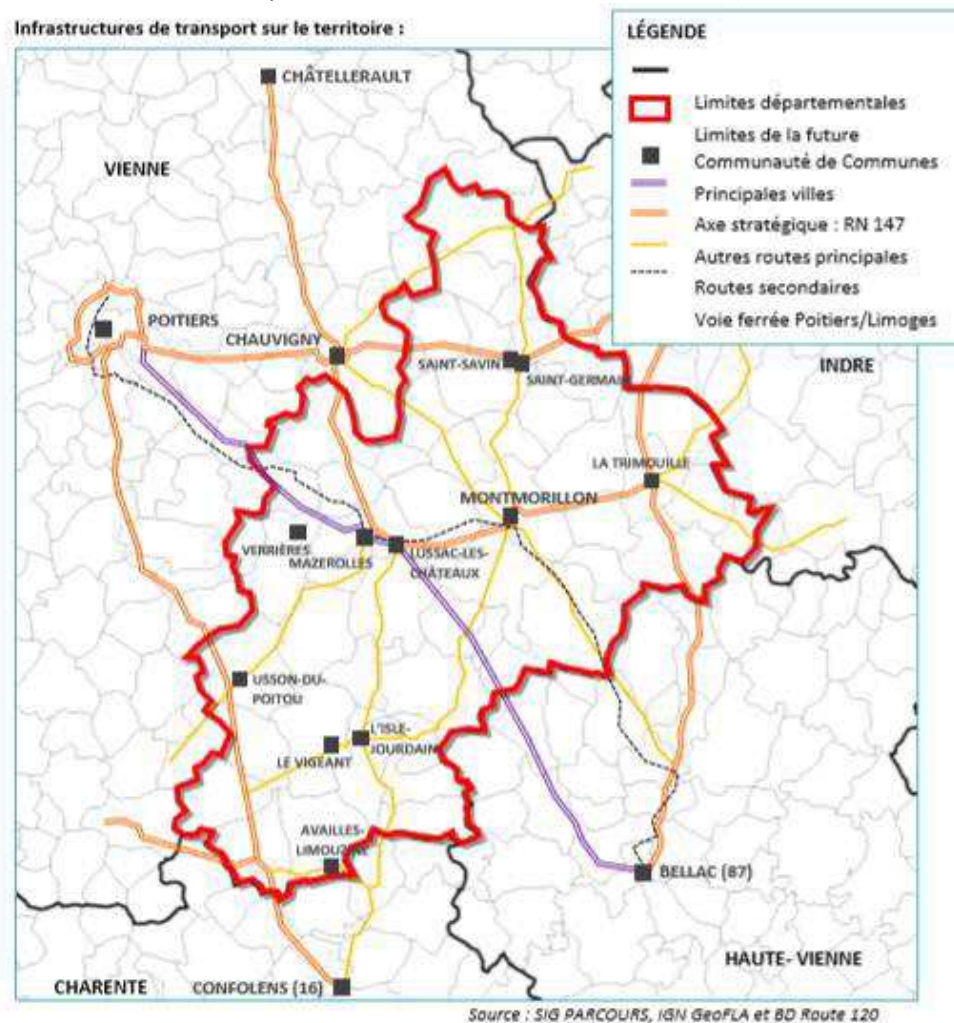 Infrastructures de transport sur le territoire :
LÉGENDE
Limites départementales
Limites de la future
Communauté de Communes
Principales villes
Axe stratégique : RN 147
Autres routes principales
Routes secondaires
Voie ferrée Poitiers/Limoges
CHÂTELLERAULT
VIENNE
POITIERS
CHAUVIGNY
SAINT-SAVIN
SAINT-GERMAIN
INDRE
LA TRIMOUILLE
MONTMORILLON
VERRIÈRES
MAZEROLLES
LUSSAC-LES-
CHÂTEAUX
USSON-DU-
POITOU
L'ISLE-
JOURDAIN
LE VIGEANT
AVAILLES-
LIMOUZINE
BELLAC (87)
HAUTE- VIENNE
CHARENTE
CONFOLENS (16)
Source : SIG PARCOURS, IGN GeoFLA et BD Route 120